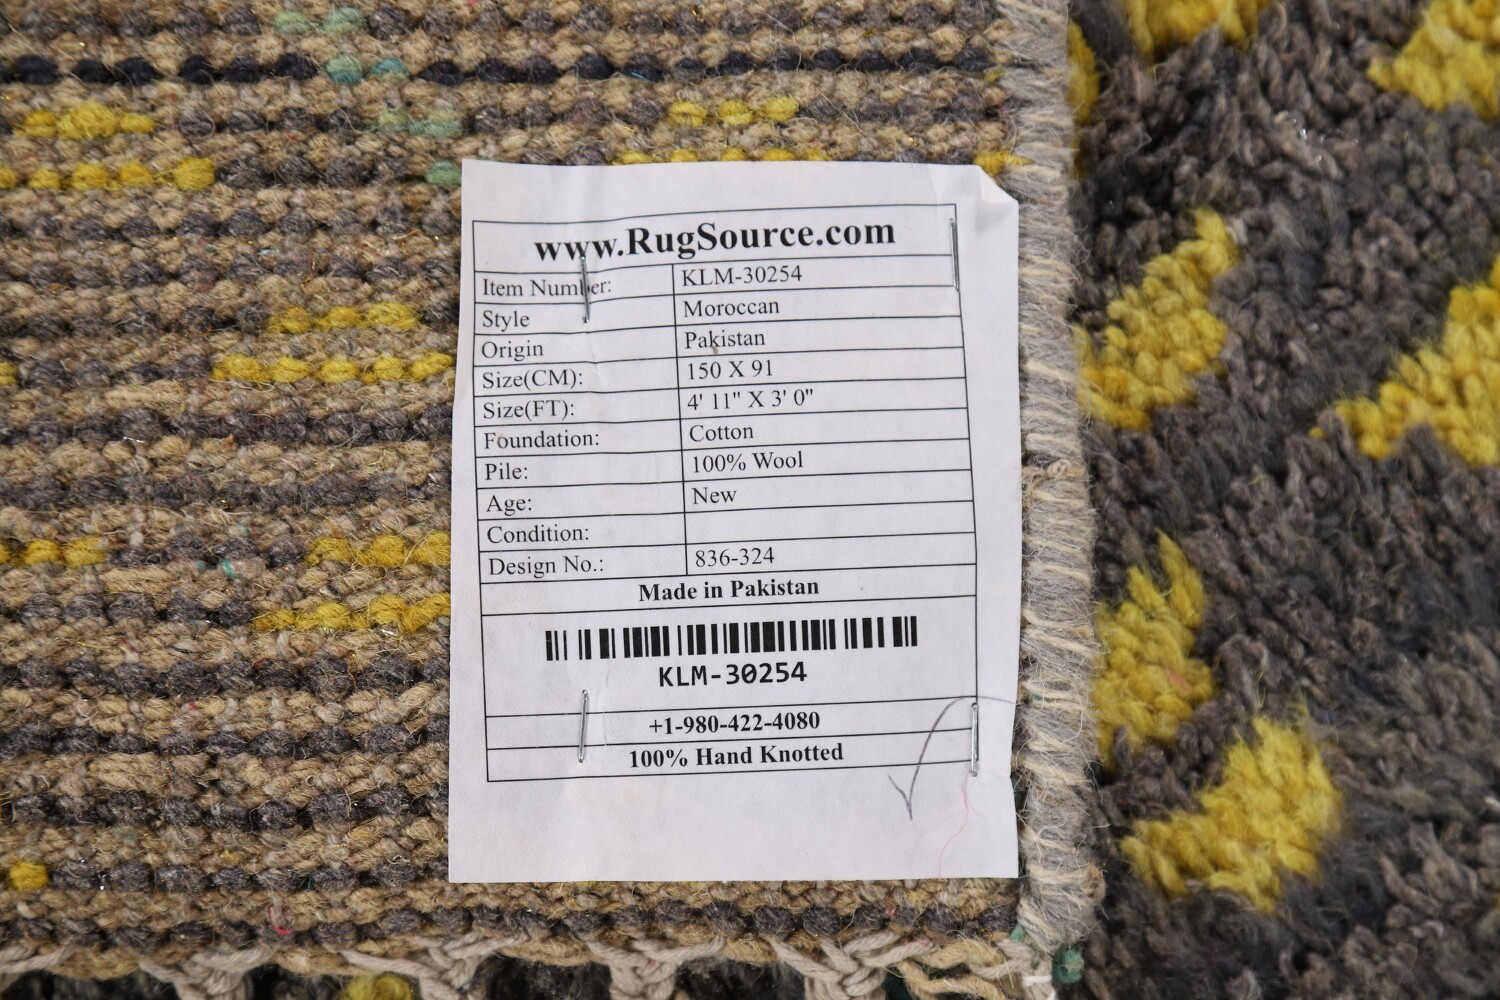 www.RugSource.com
Item Number: KLM-30254
Style Moroccan
Origin Pakistan
Size(CM): 150 X 91
Size(FT): 4' 11" X 3' 0"
Foundation: Cotton
Pile: 100% Wool
Age: New
Condition:
Design No.: 836-324
Made in Pakistan
KLM-30254
+1-980-422-4080
100% Hand Knotted